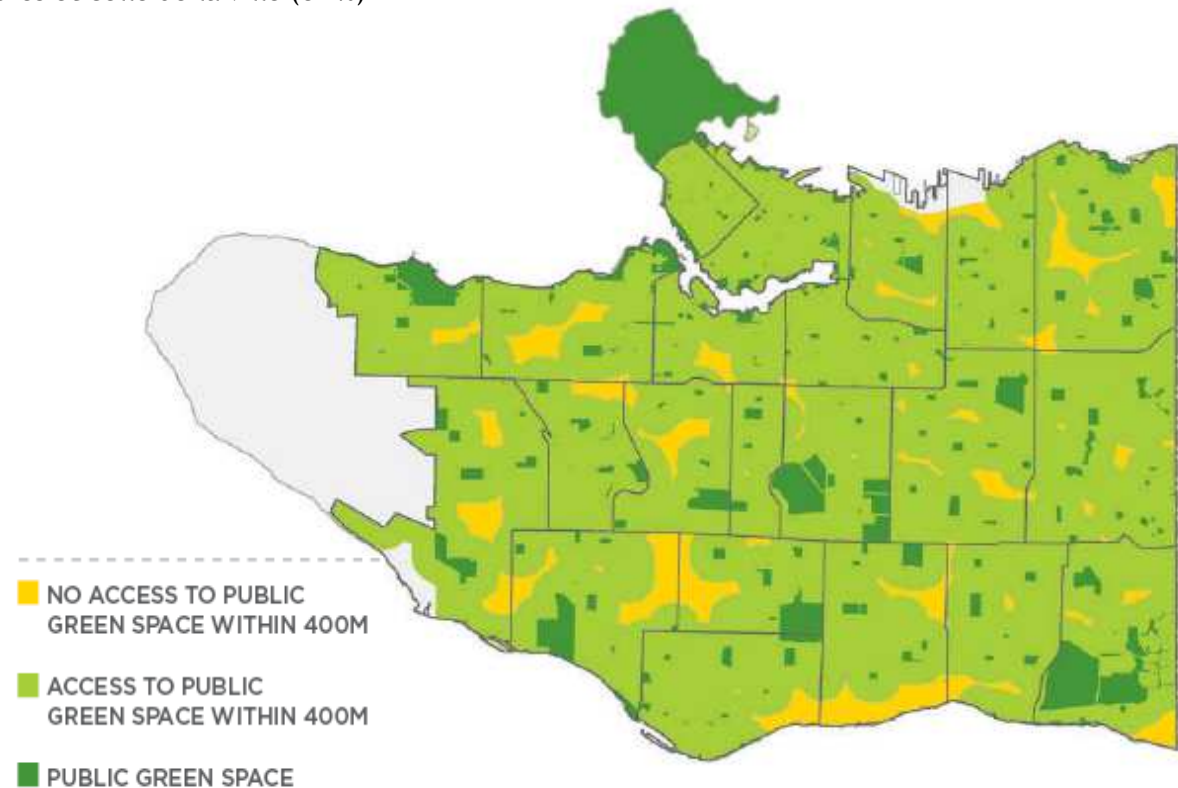 NO ACCESS TO PUBLIC
GREEN SPACE WITHIN 400M
ACCESS TO PUBLIC
GREEN SPACE WITHIN 400M
PUBLIC GREEN SPACE